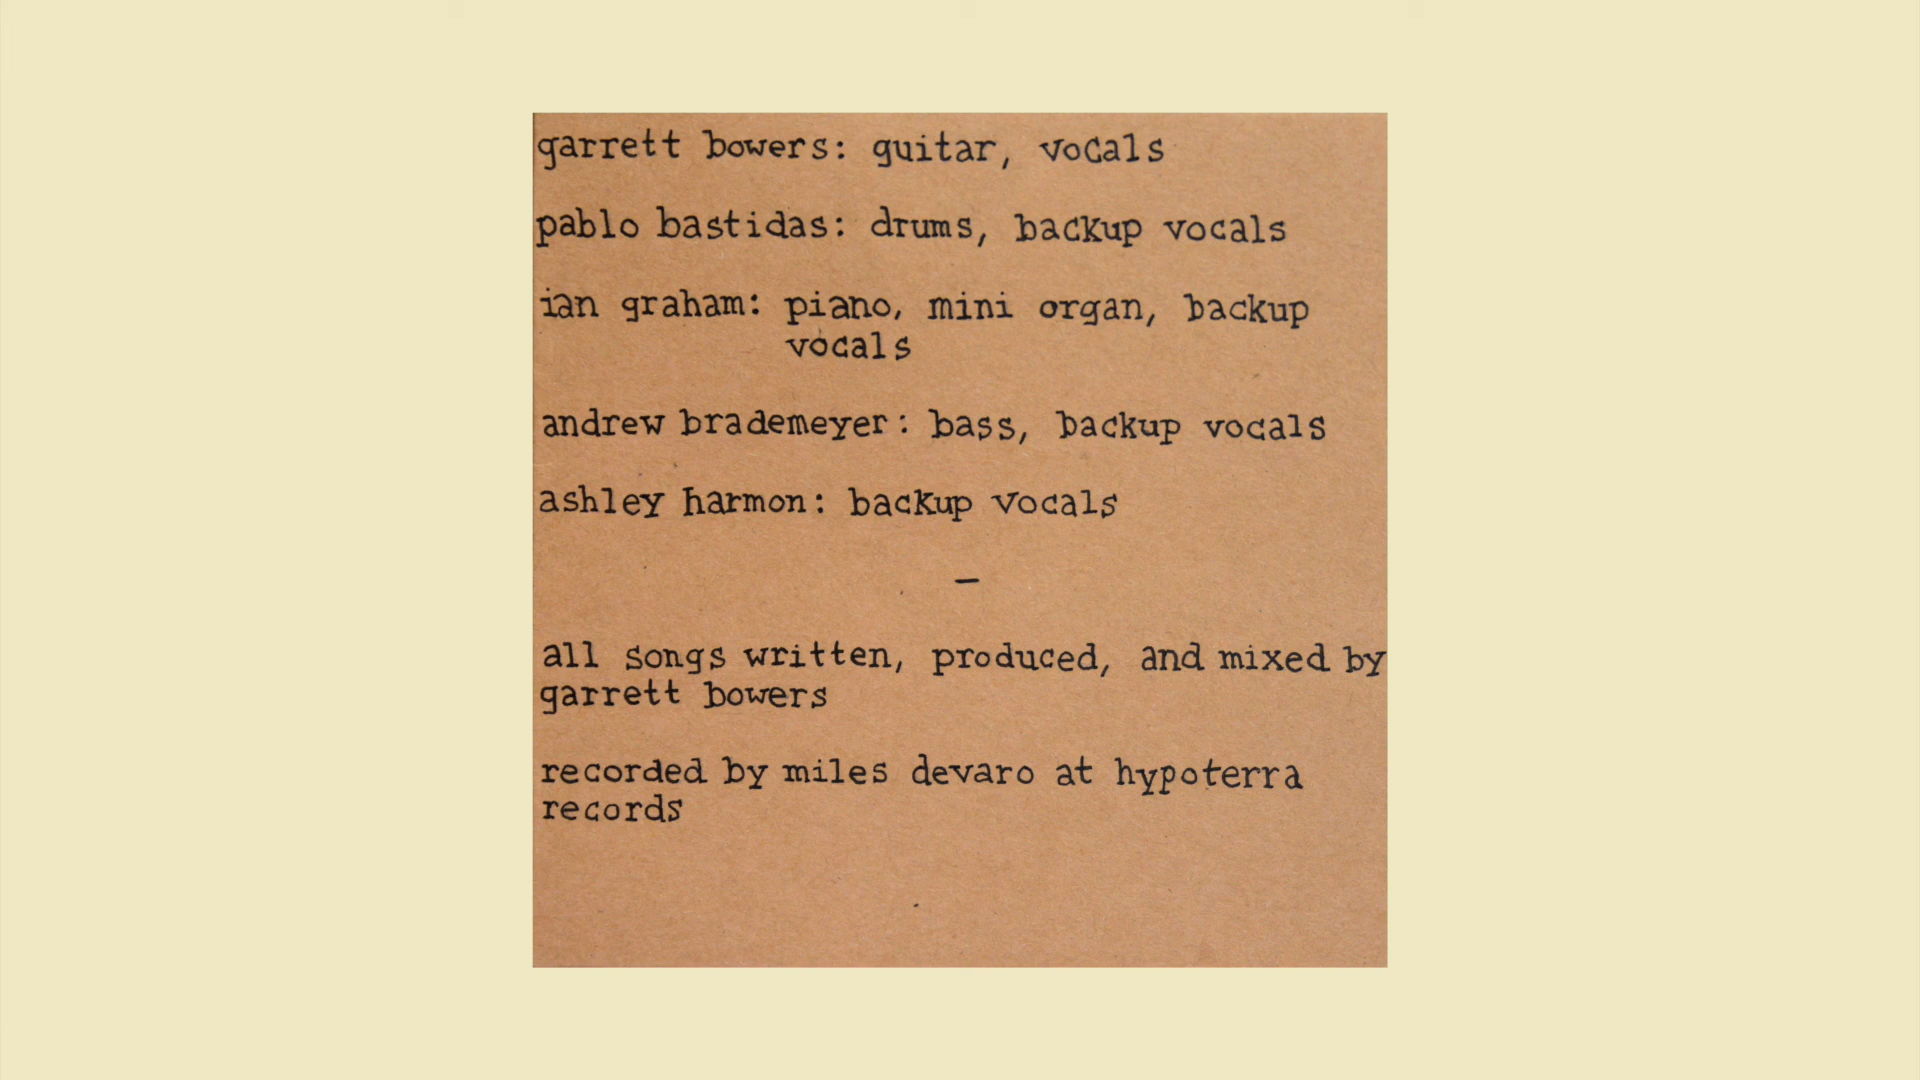 garrett bowers: guitar, vocals
pablo bastidas: drums, backup vocals
ian graham: piano, mini organ, backup
vocals
andrew brademeyer: bass, backup vocals
ashley harmon: backup vocals
—
all songs written, produced, and mixed by
garrett bowers
recorded by miles devaro at hypoterra
records